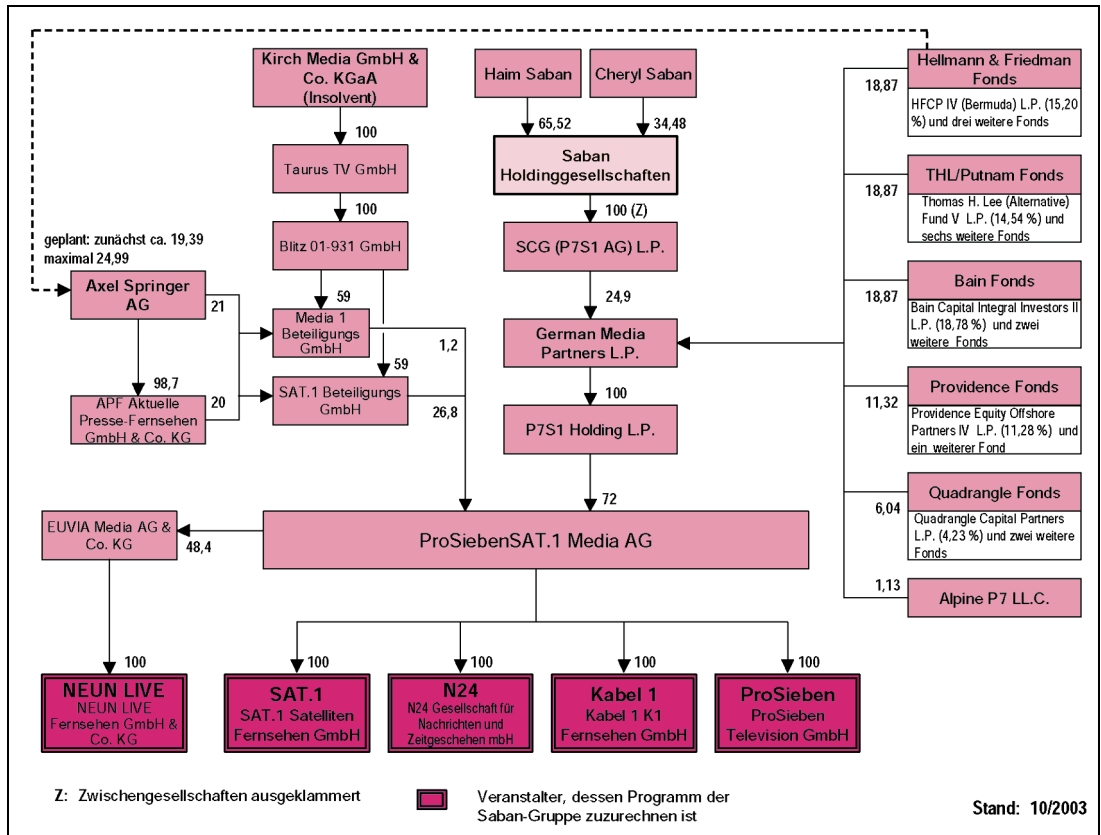 Kirch Media GmbH &
Co. KGaA
(Insolvent)
100
Taurus TV GmbH
100
Blitz 01-931 GmbH
59
59
geplant: zunächst ca. 19,39
maximal 24,99
Axel Springer
AG
21
98,7
APF Aktuelle
Presse-Fernsehen
GmbH & Co. KG
20
Media 1
Beteiligungs
GmbH
1,2
SAT.1 Beteiligungs
GmbH
26,8
Haim Saban
Cheryl Saban
65,52
34,48
Saban
Holdinggesellschaften
100 (Z)
SCG (P7S1 AG) L.P.
24,9
German Media
Partners L.P.
100
P7S1 Holding L.P.
72
Hellmann & Friedman
Fonds
18,87
HFCP IV (Bermuda) L.P. (15,20
%) und drei weitere Fonds
THL/Putnam Fonds
18,87
Thomas H. Lee (Alternative)
Fund V L.P. (14,54 %) und
sechs weitere Fonds
Bain Fonds
18,87
Bain Capital Integral Investors II
L.P. (18,78 %) und zwei
weitere Fonds
Providence Fonds
11,32
Providence Equity Offshore
Partners IV L.P. (11,28 %) und
ein weiterer Fond
Quadrangle Fonds
6,04
Quadrangle Capital Partners
L.P. (4,23 %) und zwei weitere
Fonds
1,13
Alpine P7 LL.C.
EUVIA Media AG &
Co. KG
48,4
ProSiebenSAT.1 Media AG
100
100
100
100
100
NEUN LIVE
NEUN LIVE
Fernsehen GmbH &
Co. KG
SAT.1
SAT.1 Satelliten
Fernsehen GmbH
N24
N24 Gesellschaft für
Nachrichten und
Zeitgeschehen mbH
Kabel 1
Kabel 1 K1
Fernsehen GmbH
ProSieben
ProSieben
Television GmbH
Z: Zwischengesellschaften ausgeklammert
Veranstalter, dessen Programm der
Saban-Gruppe zuzurechnen ist
Stand: 10/2003